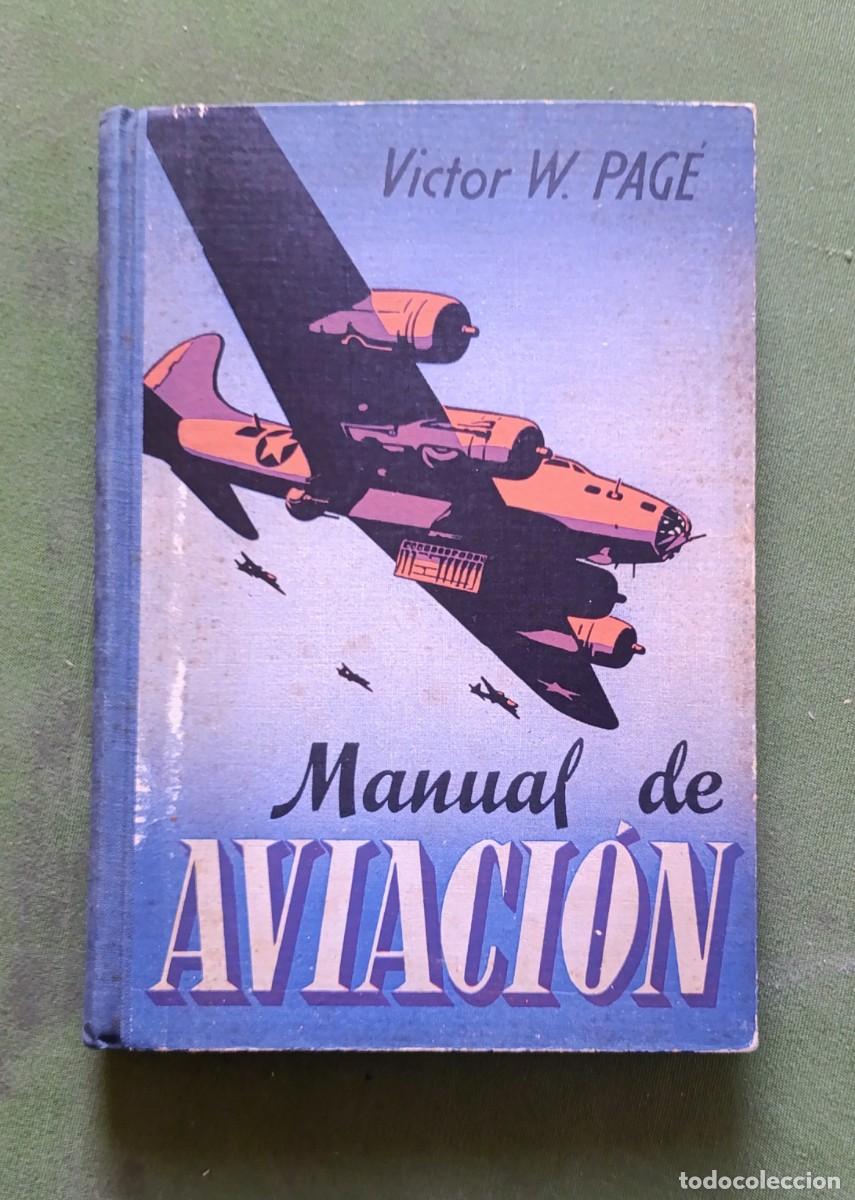 Victor W. PAGÉ
Manual de
AVIACIÓN
todocoleccion